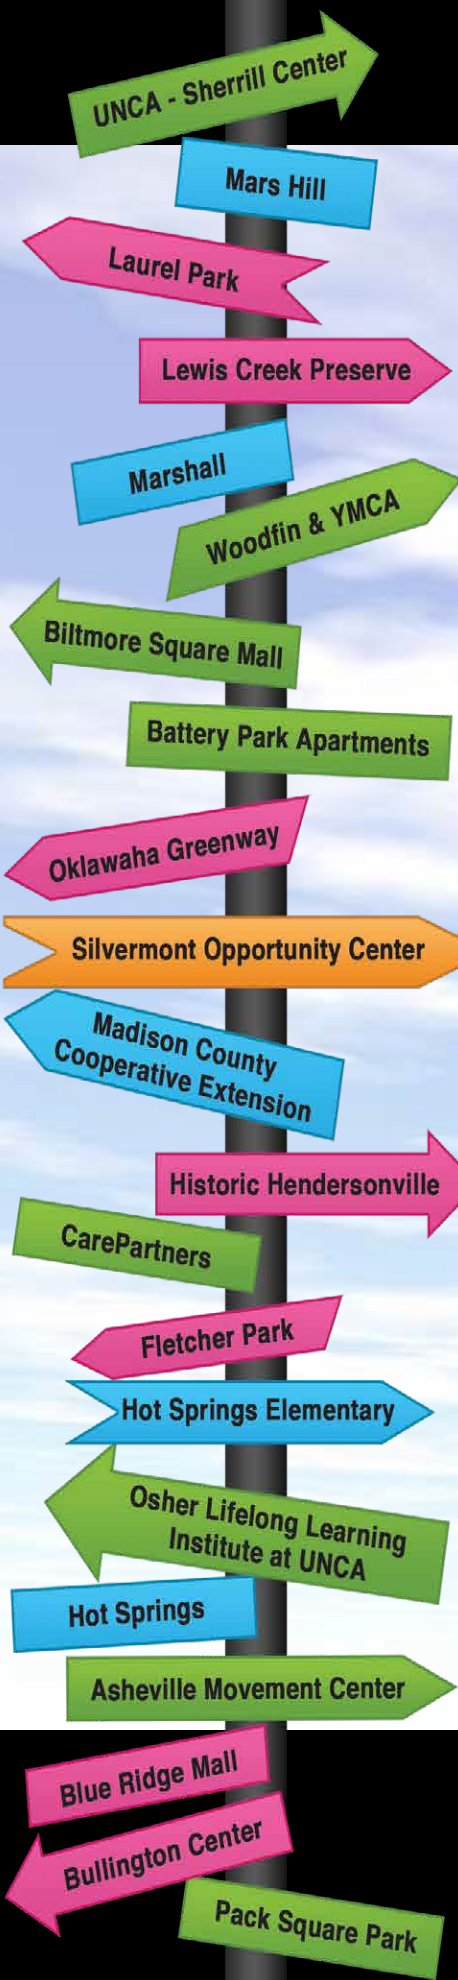 UNCA - Sherrill Center
Mars Hill
Laurel Park
Lewis Creek Preserve
Marshall
Woodfin & YMCA
Biltmore Square Mall
Battery Park Apartments
Oklawaha Greenway
Silvermont Opportunity Center
Madison County
Cooperative Extension
Historic Hendersonville
CarePartners
Fletcher Park
Hot Springs Elementary
Osher Lifelong Learning
Institute at UNCA
Hot Springs
Asheville Movement Center
Blue Ridge Mall
Bullington Center
Pack Square Park